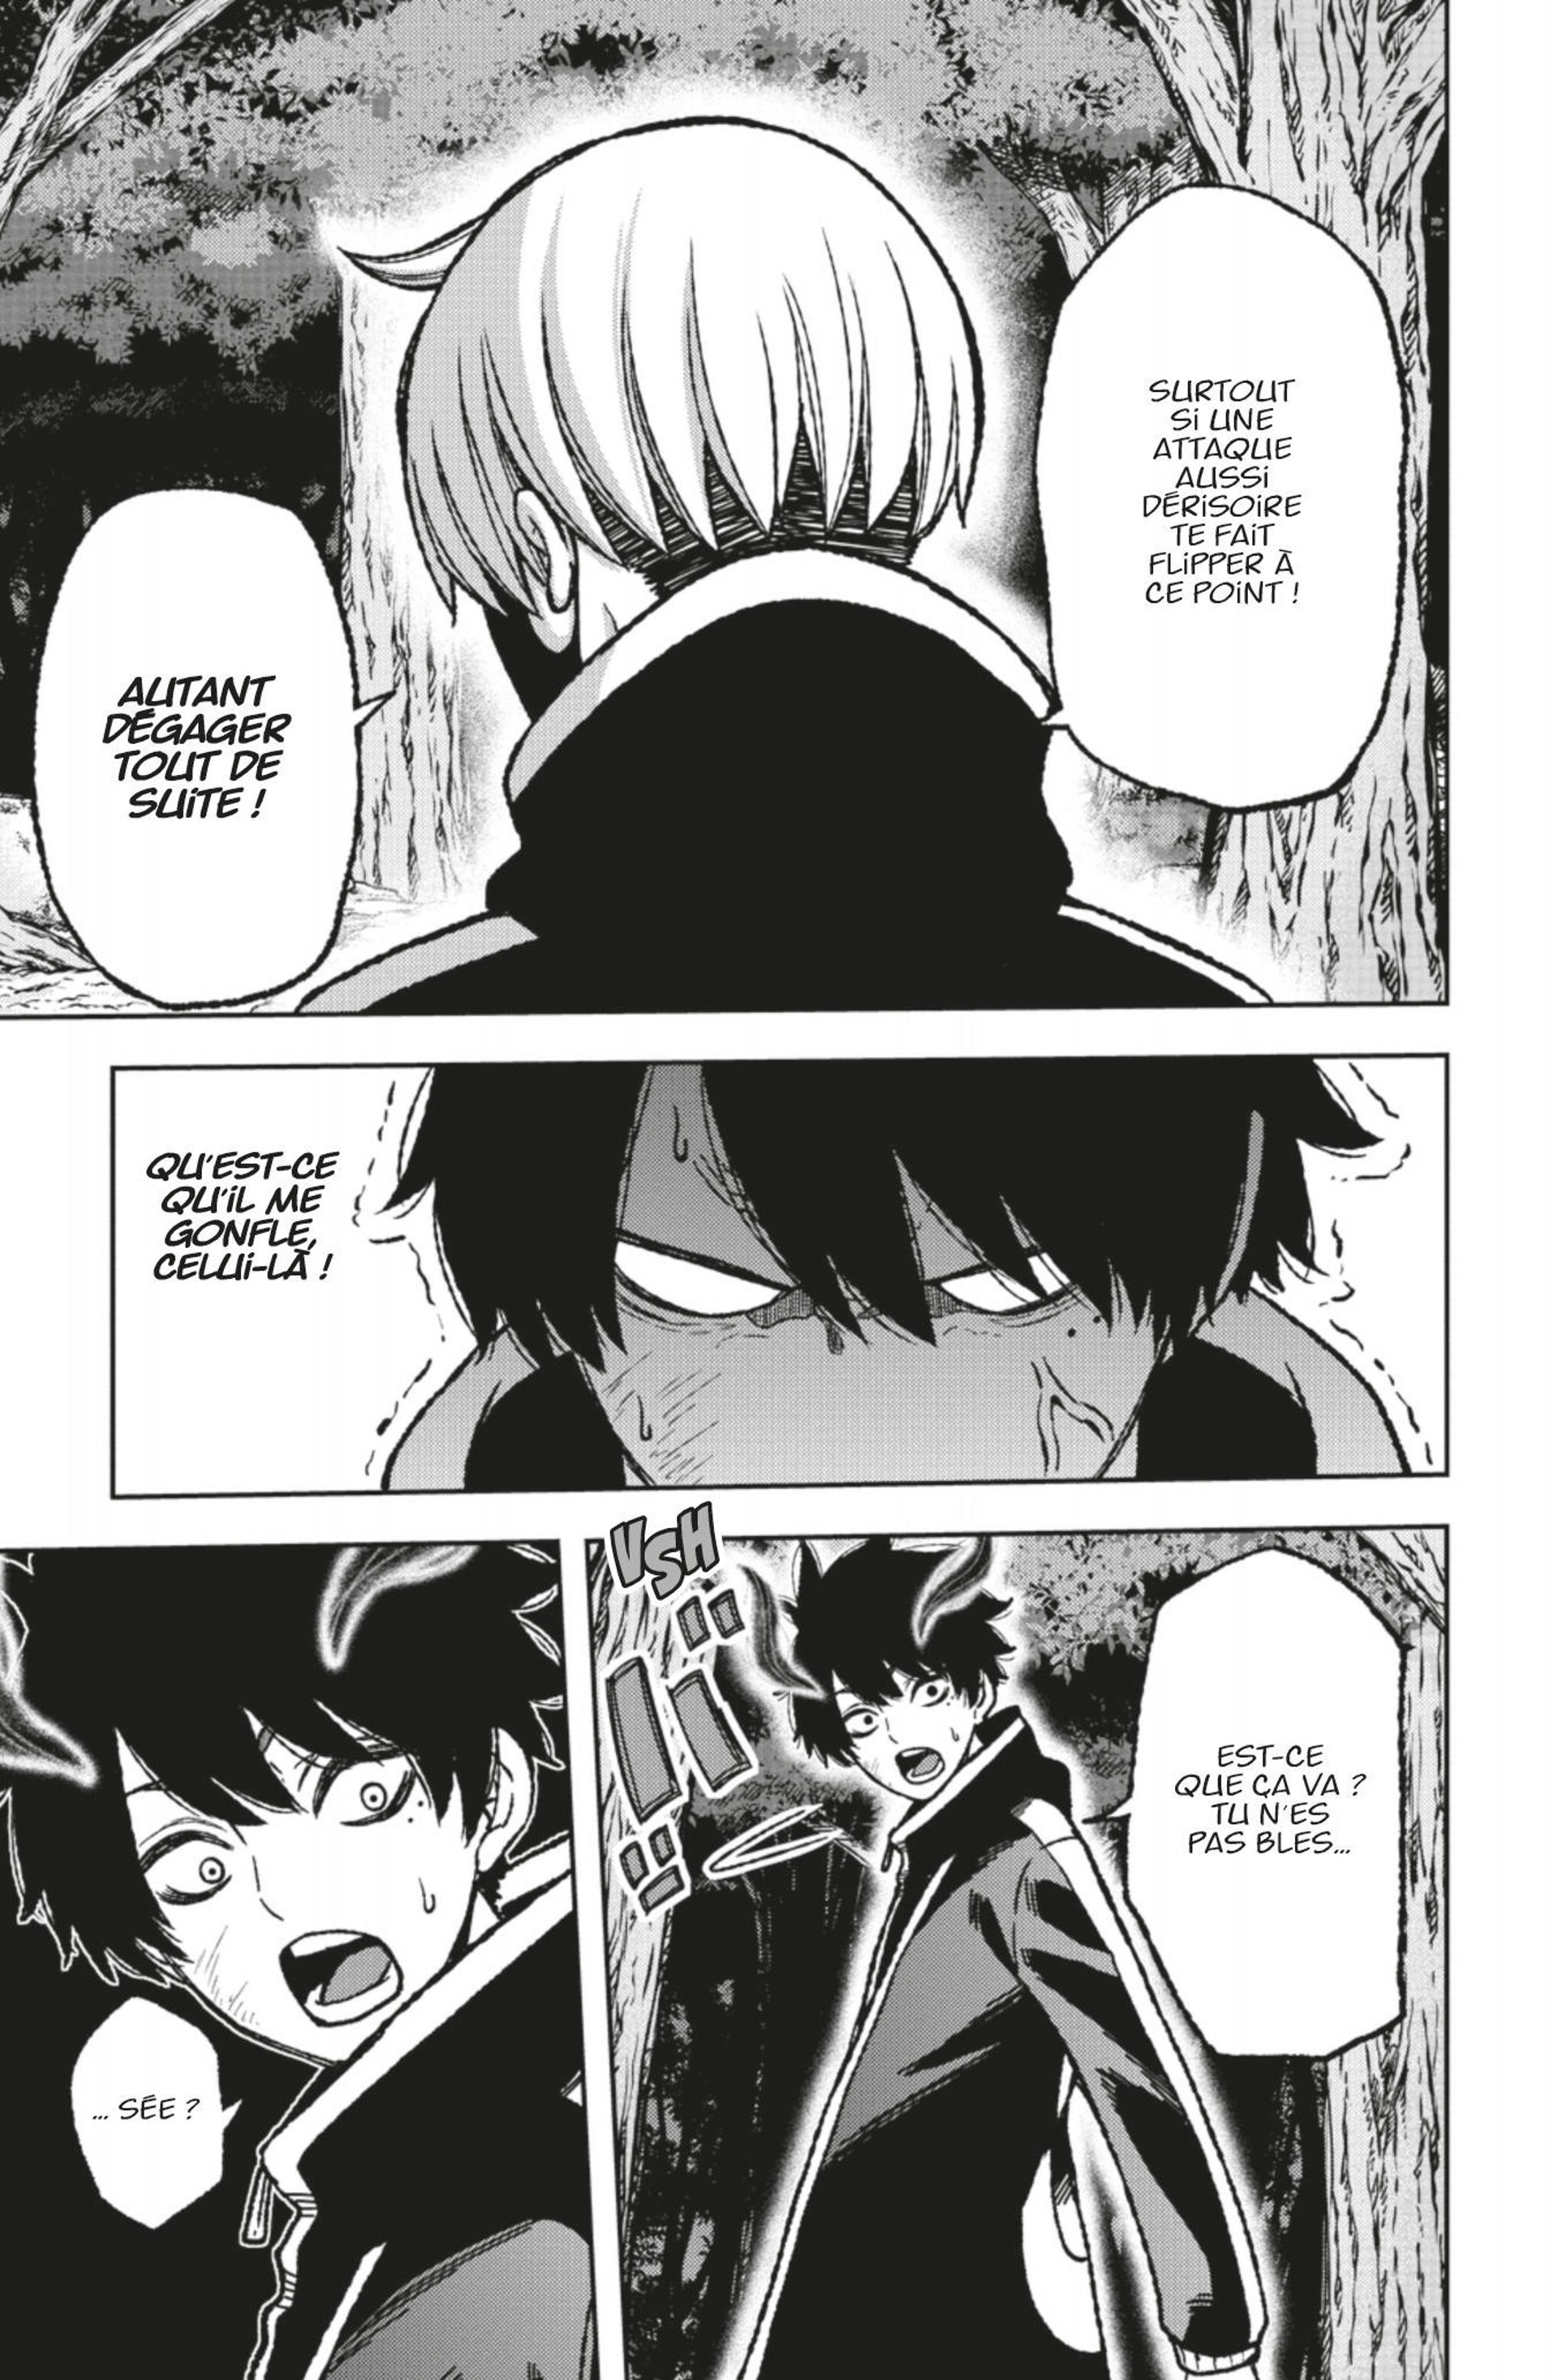 SURTOUT
Si UNE
ATTAQUE
AUSSi
DÉRiSOiRE
TE FAiT
FLiPPER À
CE POiNT !
AUTANT
DÉGAGER
TOUT DE
SUiTE !
QU'EST-CE
QU'iL ME
GONFLE,
CELUi-LÀ !
VSH
EST-CE
QUE ÇA VA ?
TU N'ES
PAS BLES...
... SÉE ?